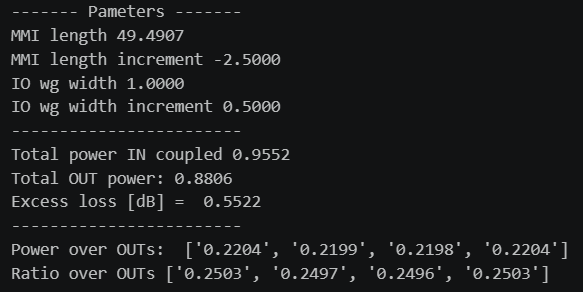 ------- Pameters -------
MMI length 49.4907
MMI length increment -2.5000
IO wg width 1.0000
IO wg width increment 0.5000
------------------------
Total power IN coupled 0.9552
Total OUT power: 0.8806
Excess loss [dB] =  0.5522
------------------------
Power over OUTs:  ['0.2204', '0.2199', '0.2198', '0.2204']
Ratio over OUTs ['0.2503', '0.2497', '0.2496', '0.2503']